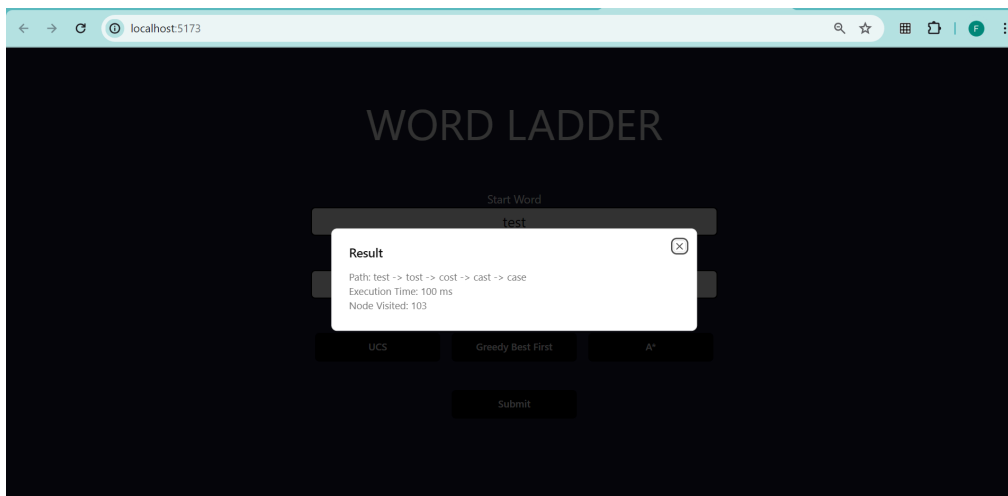 localhost:5173
F
WORD LADDER
Start Word
test
Result
Path: test -> tost -> cost -> cast -> case
Execution Time: 100 ms
Node Visited: 103
UCS Greedy Best First A*
Submit